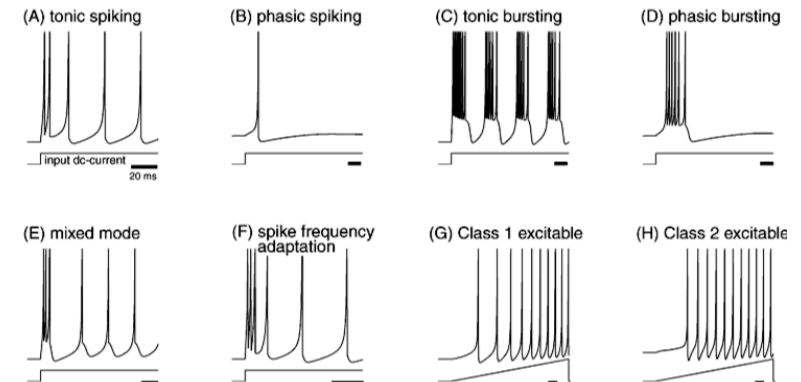 (A) tonic spiking
(B) phasic spiking
(C) tonic bursting
(D) phasic bursting
input dc-current
20 ms
(E) mixed mode
(F) spike frequency
adaptation
(G) Class 1 excitable
(H) Class 2 excitable